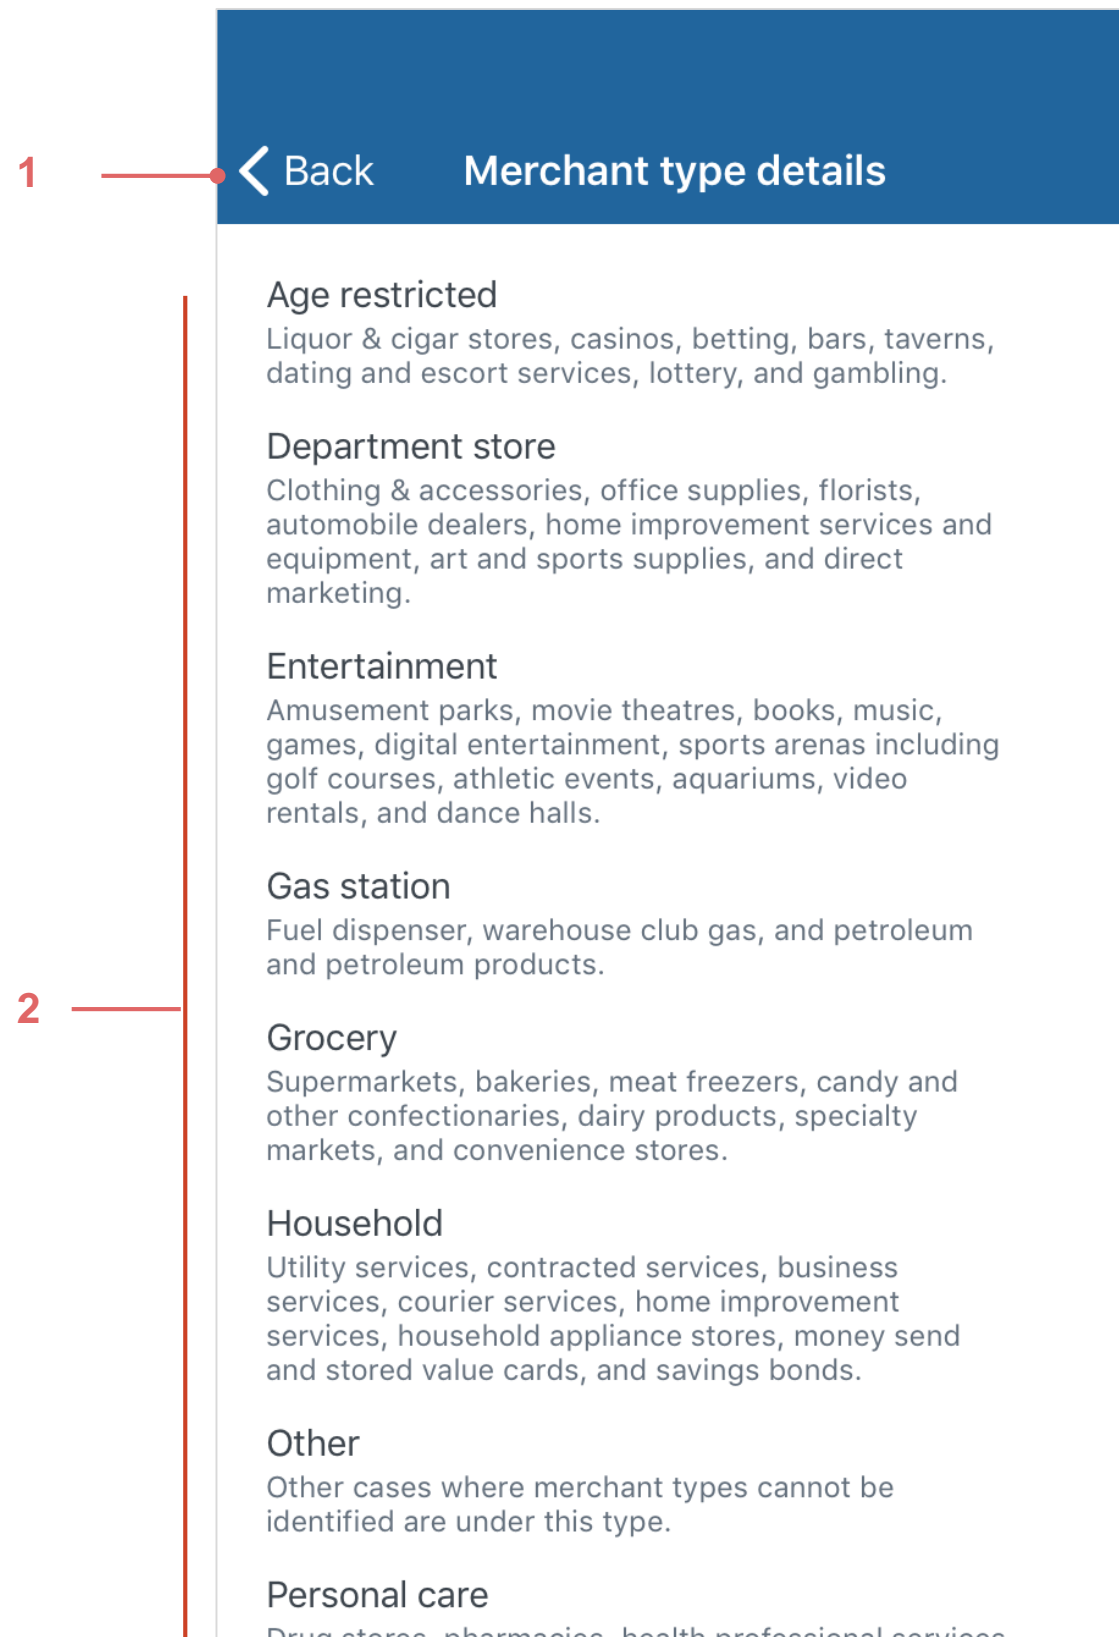 1
Back
Merchant type details
Age restricted
Liquor & cigar stores, casinos, betting, bars, taverns,
dating and escort services, lottery, and gambling.
Department store
Clothing & accessories, office supplies, florists,
automobile dealers, home improvement services and
equipment, art and sports supplies, and direct
marketing.
Entertainment
Amusement parks, movie theatres, books, music,
games, digital entertainment, sports arenas including
golf courses, athletic events, aquariums, video
rentals, and dance halls.
Gas station
Fuel dispenser, warehouse club gas, and petroleum
and petroleum products.
2
Grocery
Supermarkets, bakeries, meat freezers, candy and
other confectionaries, dairy products, specialty
markets, and convenience stores.
Household
Utility services, contracted services, business
services, courier services, home improvement
services, household appliance stores, money send
and stored value cards, and savings bonds.
Other
Other cases where merchant types cannot be
identified are under this type.
Personal care
Drug stores, pharmacies, health professional services